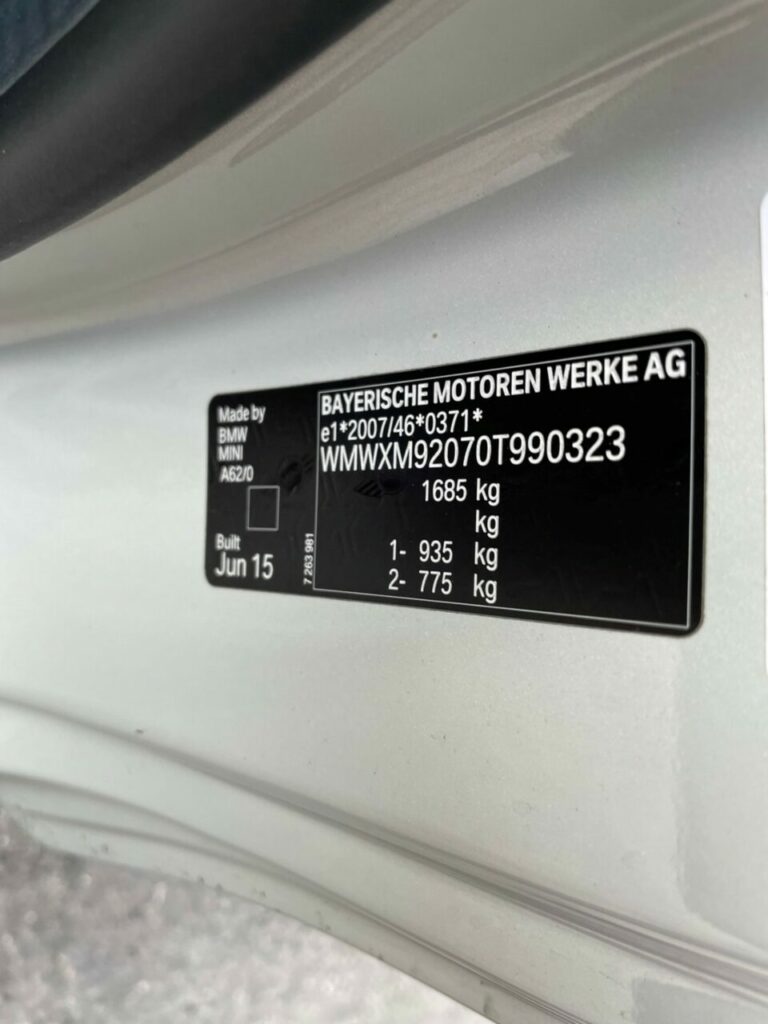 Made by
BMW
MINI
A62/0
Built
Jun 15
7 263 981
BAYERISCHE MOTOREN WERKE AG
e1*2007/46*0371*
WMWXM92070T990323
1685 kg
kg
1- 935 kg
2- 775 kg